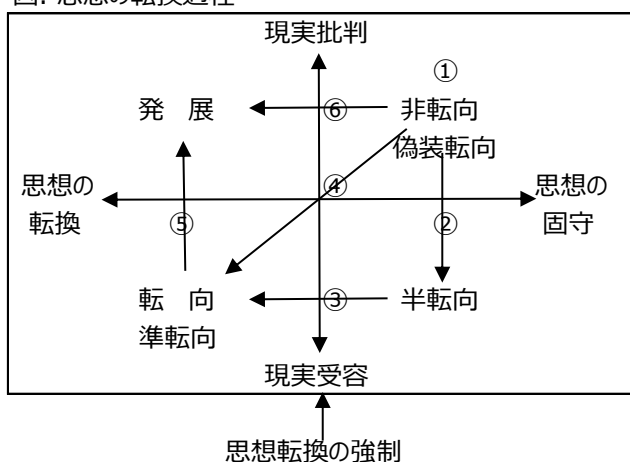 図: 思想の転換過程
現実批判
①
発 展
⑥
非転向
偽装転向
思想の
転換
④
思想の
固守
⑤
②
転 向
準転向
③
半転向
現実受容
思想転換の強制